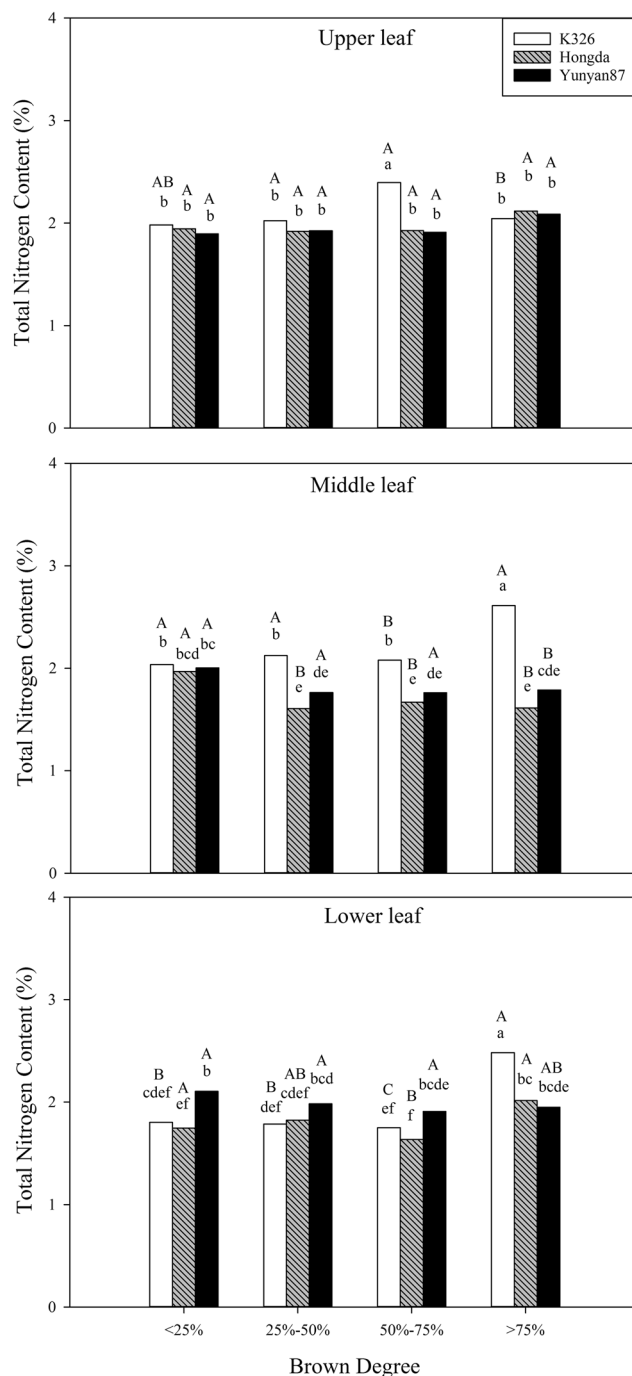 4
Upper leaf
K326
Hongda
Yunyan87
3
Total Nitrogen Content (%)
A A A
A a b b
AB A A A A A B
b b b b b b A A b
2
1
0
4
Middle leaf
3
Total Nitrogen Content (%)
A
a
A A A A B B
b bcd bc b b cde
B A B A B
e de e de e
2
1
0
4
Lower leaf
3
Total Nitrogen Content (%)
A
a
B A A B AB A C B A A AB
cdef ef b def cdef bcd ef f bcde bc bcde
2
1
0
<25% 25%-50% 50%-75% >75%
Brown Degree